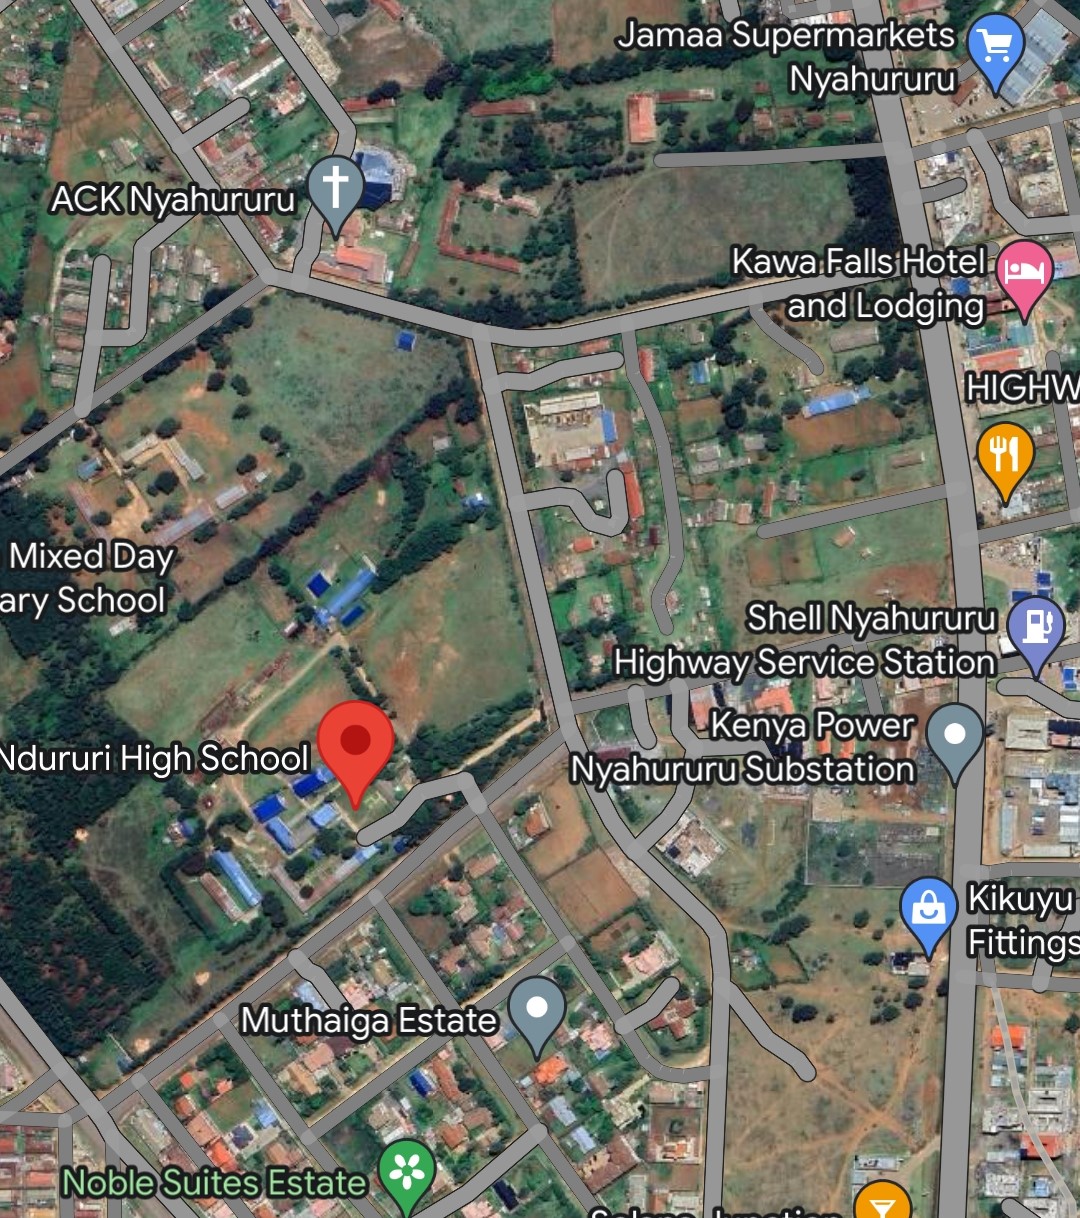 Jamaa Supermarkets
Nyahururu
ACK Nyahururu
Kawa Falls Hotel
and Lodging
HIGHW
Mixed Day
ary School
Shell Nyahururu
Highway Service Station
Ndururi High School
Kenya Power
Nyahururu Substation
Kikuyu
Fittings
Muthaiga Estate
Noble Suites Estate